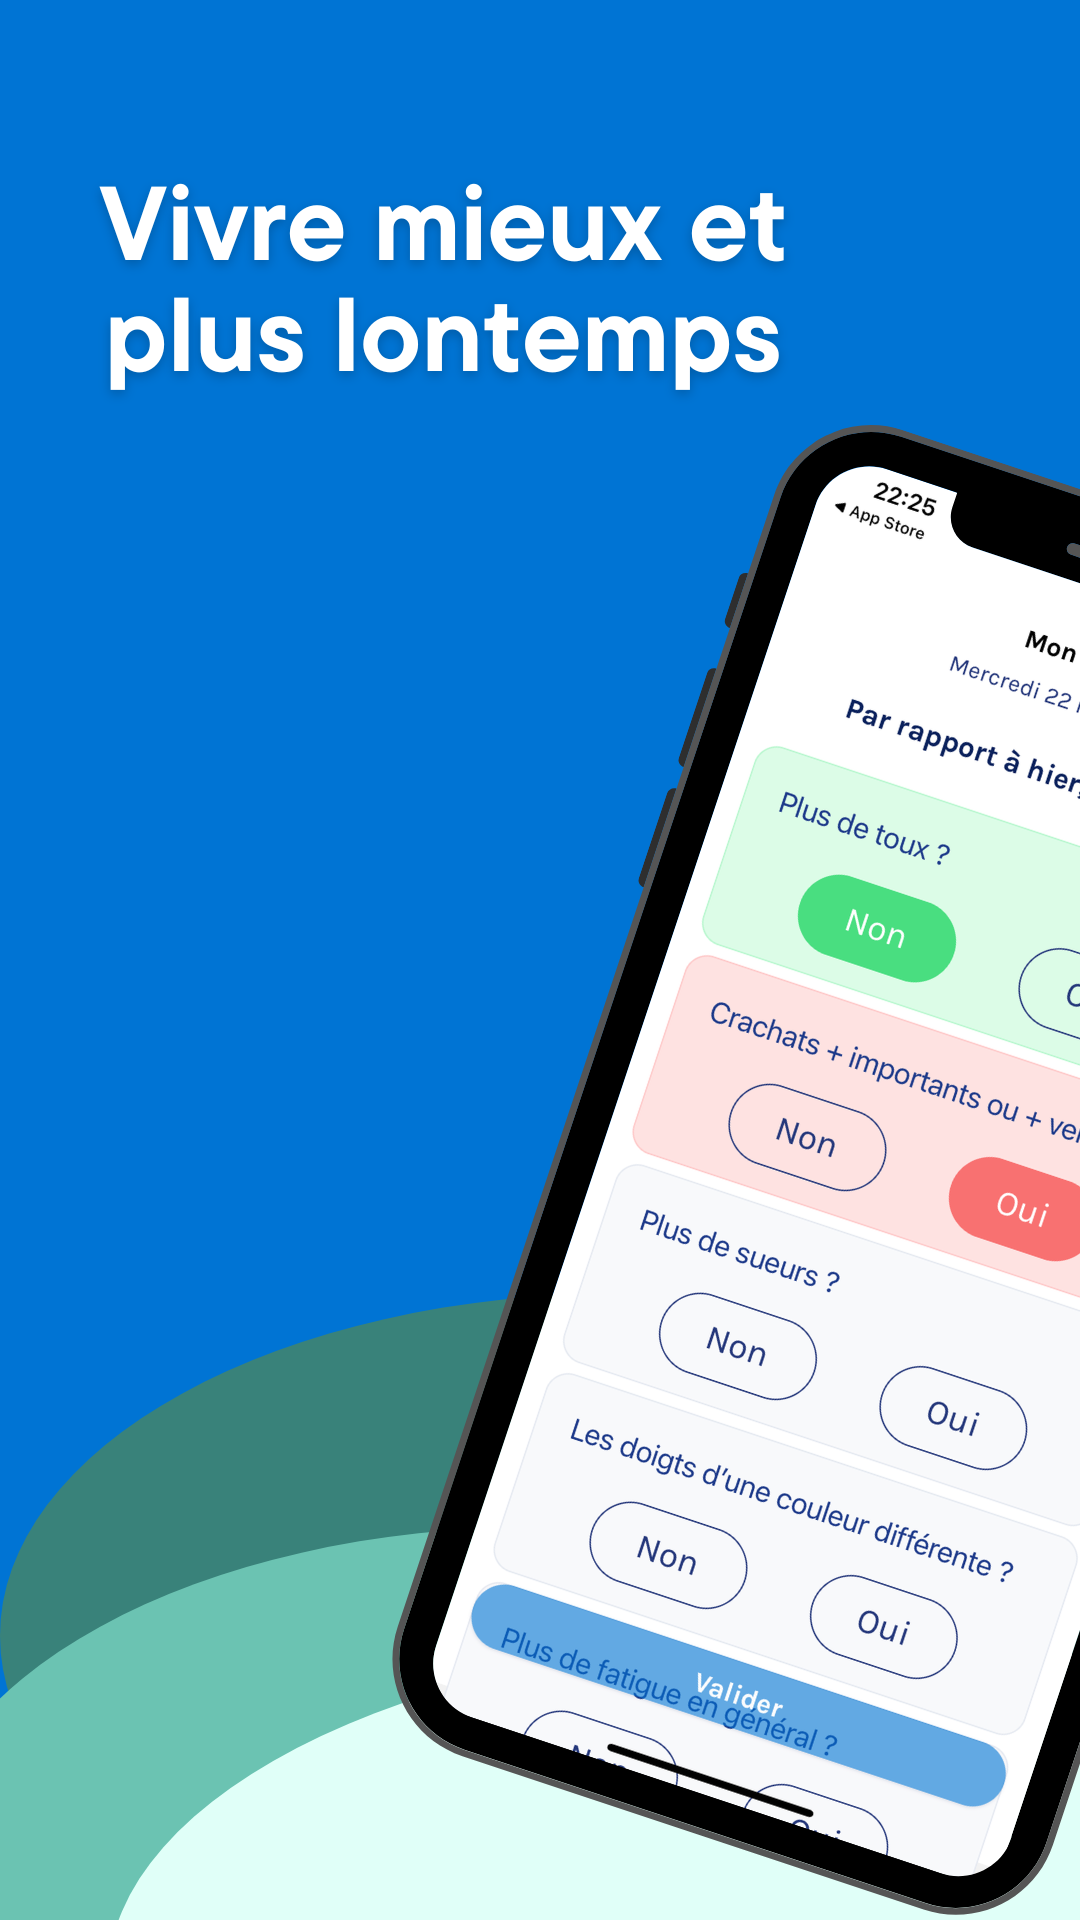 Vivre mieux et
plus lontemps
22:25
◀ App Store
Mon
Mercredi 22
Par rapport à hier,
Plus de toux ?
Non
Crachats + importants ou +
Non
Oui
Plus de sueurs ?
Non
Oui
Les doigts d’une couleur différente ?
Non
Oui
Valider
Plus de fatigue en général ?
Non
Oui